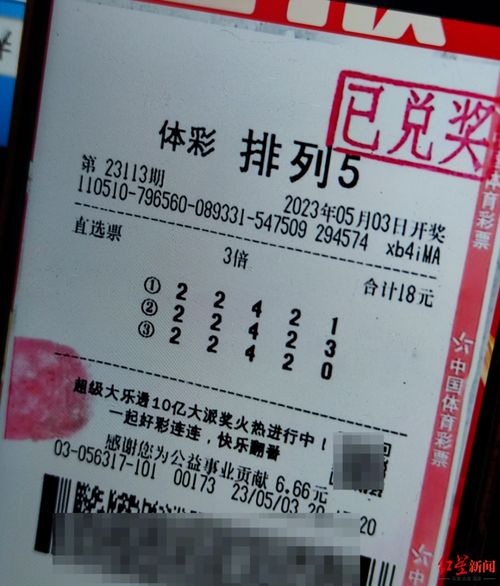 已兑奖
体彩 排列5
第 23113期 2023年05月03日开奖
110510-796560-089331-547509 294574 xb4iMA
直选票 3倍 合计18元
① 2 2 4 2 1
② 2 2 4 2 3
③ 2 2 4 2 0
超级大乐透10亿大派奖火热进行中!
一起好彩连连,快乐翻番
感谢您为公益事业贡献 6.66元
03-056317-101 00173 23/05/03 20 20
中国体育彩票
中国体育彩票
红星新闻